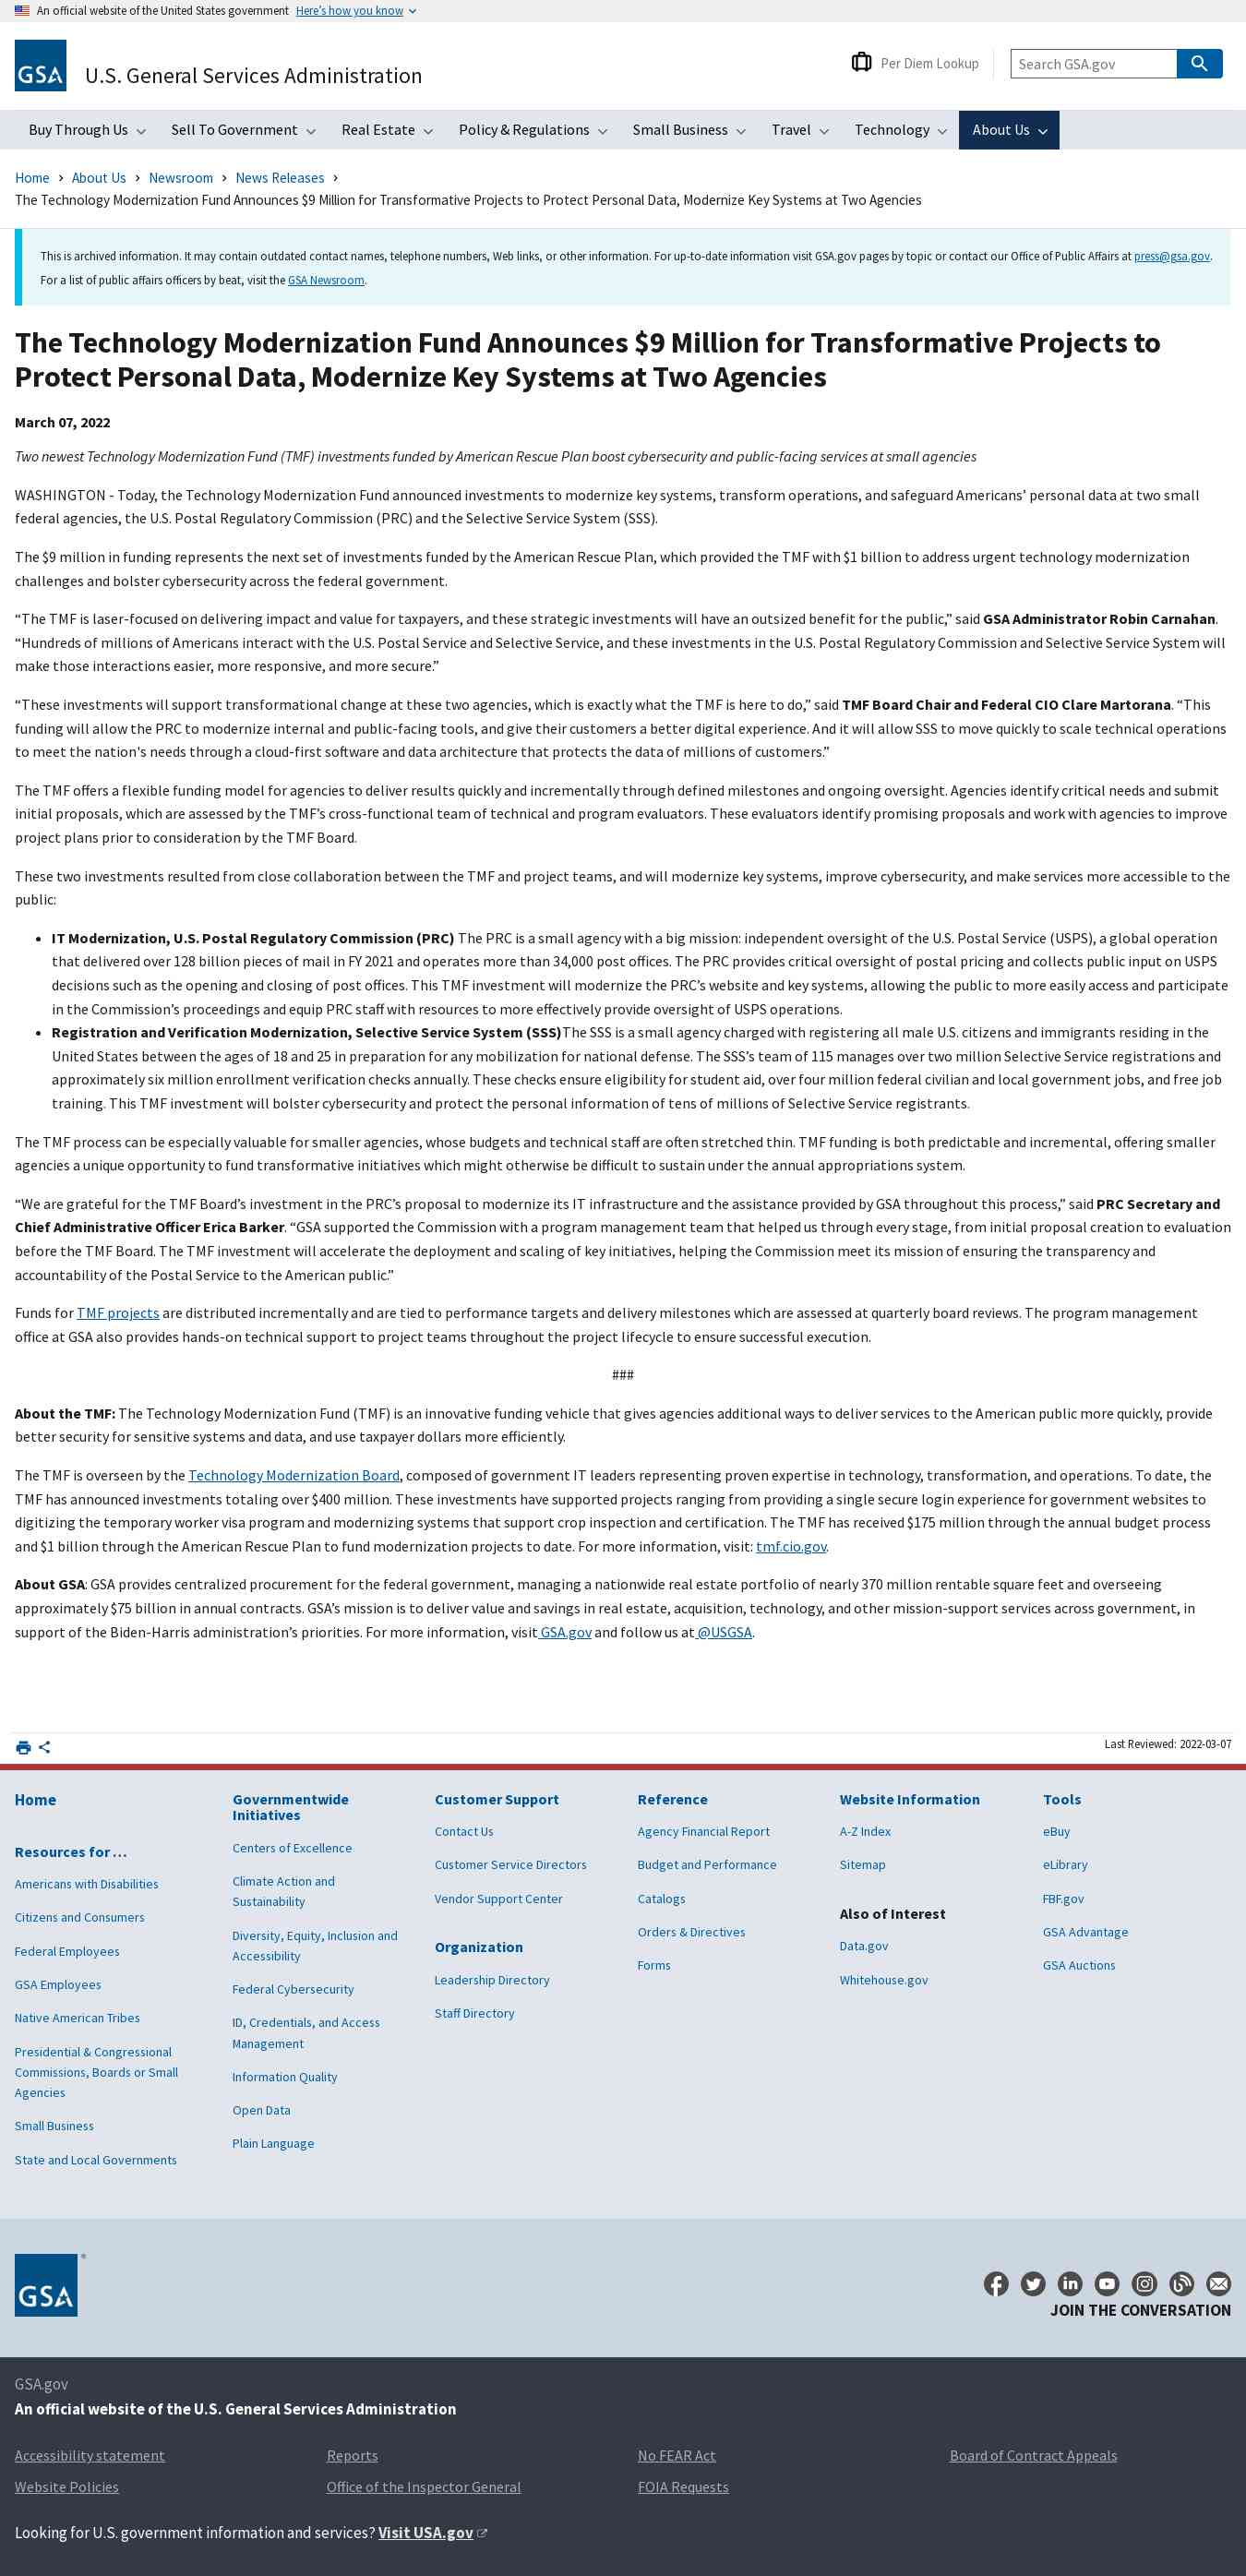 An official website of the United States government Here's how you know
GSA
U.S. General Services Administration
Per Diem Lookup
Search GSA.gov
Buy Through Us Sell To Government Real Estate Policy & Regulations Small Business Travel Technology About Us
Home > About Us > Newsroom > News Releases >
The Technology Modernization Fund Announces $9 Million for Transformative Projects to Protect Personal Data, Modernize Key Systems at Two Agencies
This is archived information. It may contain outdated contact names, telephone numbers, Web links, or other information. For up-to-date information visit GSA.gov pages by topic or contact our Office of Public Affairs at press@gsa.gov.
For a list of public affairs officers by beat, visit the GSA Newsroom.
The Technology Modernization Fund Announces $9 Million for Transformative Projects to
Protect Personal Data, Modernize Key Systems at Two Agencies
March 07, 2022
Two newest Technology Modernization Fund (TMF) investments funded by American Rescue Plan boost cybersecurity and public-facing services at small agencies
WASHINGTON - Today, the Technology Modernization Fund announced investments to modernize key systems, transform operations, and safeguard Americans’ personal data at two small
federal agencies, the U.S. Postal Regulatory Commission (PRC) and the Selective Service System (SSS).
The $9 million in funding represents the next set of investments funded by the American Rescue Plan, which provided the TMF with $1 billion to address urgent technology modernization
challenges and bolster cybersecurity across the federal government.
“The TMF is laser-focused on delivering impact and value for taxpayers, and these strategic investments will have an outsized benefit for the public,” said GSA Administrator Robin Carnahan.
“Hundreds of millions of Americans interact with the U.S. Postal Service and Selective Service, and these investments in the U.S. Postal Regulatory Commission and Selective Service System will
make those interactions easier, more responsive, and more secure.”
“These investments will support transformational change at these two agencies, which is exactly what the TMF is here to do,” said TMF Board Chair and Federal CIO Clare Martorana. “This
funding will allow the PRC to modernize internal and public-facing tools, and give their customers a better digital experience. And it will allow SSS to move quickly to scale technical operations
to meet the nation's needs through a cloud-first software and data architecture that protects the data of millions of customers.”
The TMF offers a flexible funding model for agencies to deliver results quickly and incrementally through defined milestones and ongoing oversight. Agencies identify critical needs and submit
initial proposals, which are assessed by the TMF’s cross-functional team of technical and program evaluators. These evaluators identify promising proposals and work with agencies to improve
project plans prior to consideration by the TMF Board.
These two investments resulted from close collaboration between the TMF and project teams, and will modernize key systems, improve cybersecurity, and make services more accessible to the
public:
• IT Modernization, U.S. Postal Regulatory Commission (PRC) The PRC is a small agency with a big mission: independent oversight of the U.S. Postal Service (USPS), a global operation
that delivered over 128 billion pieces of mail in FY 2021 and operates more than 34,000 post offices. The PRC provides critical oversight of postal pricing and collects public input on USPS
decisions such as the opening and closing of post offices. This TMF investment will modernize the PRC’s website and key systems, allowing the public to more easily access and participate
in the Commission’s proceedings and equip PRC staff with resources to more effectively provide oversight of USPS operations.
• Registration and Verification Modernization, Selective Service System (SSS)The SSS is a small agency charged with registering all male U.S. citizens and immigrants residing in the
United States between the ages of 18 and 25 in preparation for any mobilization for national defense. The SSS’s team of 115 manages over two million Selective Service registrations and
approximately six million enrollment verification checks annually. These checks ensure eligibility for student aid, over four million federal civilian and local government jobs, and free job
training. This TMF investment will bolster cybersecurity and protect the personal information of tens of millions of Selective Service registrants.
The TMF process can be especially valuable for smaller agencies, whose budgets and technical staff are often stretched thin. TMF funding is both predictable and incremental, offering smaller
agencies a unique opportunity to fund transformative initiatives which might otherwise be difficult to sustain under the annual appropriations system.
“We are grateful for the TMF Board’s investment in the PRC’s proposal to modernize its IT infrastructure and the assistance provided by GSA throughout this process,” said PRC Secretary and
Chief Administrative Officer Erica Barker. “GSA supported the Commission with a program management team that helped us through every stage, from initial proposal creation to evaluation
before the TMF Board. The TMF investment will accelerate the deployment and scaling of key initiatives, helping the Commission meet its mission of ensuring the transparency and
accountability of the Postal Service to the American public.”
Funds for TMF projects are distributed incrementally and are tied to performance targets and delivery milestones which are assessed at quarterly board reviews. The program management
office at GSA also provides hands-on technical support to project teams throughout the project lifecycle to ensure successful execution.
###
About the TMF: The Technology Modernization Fund (TMF) is an innovative funding vehicle that gives agencies additional ways to deliver services to the American public more quickly, provide
better security for sensitive systems and data, and use taxpayer dollars more efficiently.
The TMF is overseen by the Technology Modernization Board, composed of government IT leaders representing proven expertise in technology, transformation, and operations. To date, the
TMF has announced investments totaling over $400 million. These investments have supported projects ranging from providing a single secure login experience for government websites to
digitizing the temporary worker visa program and modernizing systems that support crop inspection and certification. The TMF has received $175 million through the annual budget process
and $1 billion through the American Rescue Plan to fund modernization projects to date. For more information, visit: tmf.cio.gov.
About GSA: GSA provides centralized procurement for the federal government, managing a nationwide real estate portfolio of nearly 370 million rentable square feet and overseeing
approximately $75 billion in annual contracts. GSA’s mission is to deliver value and savings in real estate, acquisition, technology, and other mission-support services across government, in
support of the Biden-Harris administration’s priorities. For more information, visit GSA.gov and follow us at @USGSA.
Last Reviewed: 2022-03-07
Home
Resources for …
Americans with Disabilities
Citizens and Consumers
Federal Employees
GSA Employees
Native American Tribes
Presidential & Congressional
Commissions, Boards or Small
Agencies
Small Business
State and Local Governments
Governmentwide
Initiatives
Centers of Excellence
Climate Action and
Sustainability
Diversity, Equity, Inclusion and
Accessibility
Federal Cybersecurity
ID, Credentials, and Access
Management
Information Quality
Open Data
Plain Language
Customer Support
Contact Us
Customer Service Directors
Vendor Support Center
Organization
Leadership Directory
Staff Directory
Reference
Agency Financial Report
Budget and Performance
Catalogs
Orders & Directives
Forms
Website Information
A-Z Index
Sitemap
Also of Interest
Data.gov
Whitehouse.gov
Tools
eBuy
eLibrary
FBF.gov
GSA Advantage
GSA Auctions
GSA®
JOIN THE CONVERSATION
GSA.gov
An official website of the U.S. General Services Administration
Accessibility statement Reports No FEAR Act Board of Contract Appeals
Website Policies Office of the Inspector General FOIA Requests
Looking for U.S. government information and services? Visit USA.gov